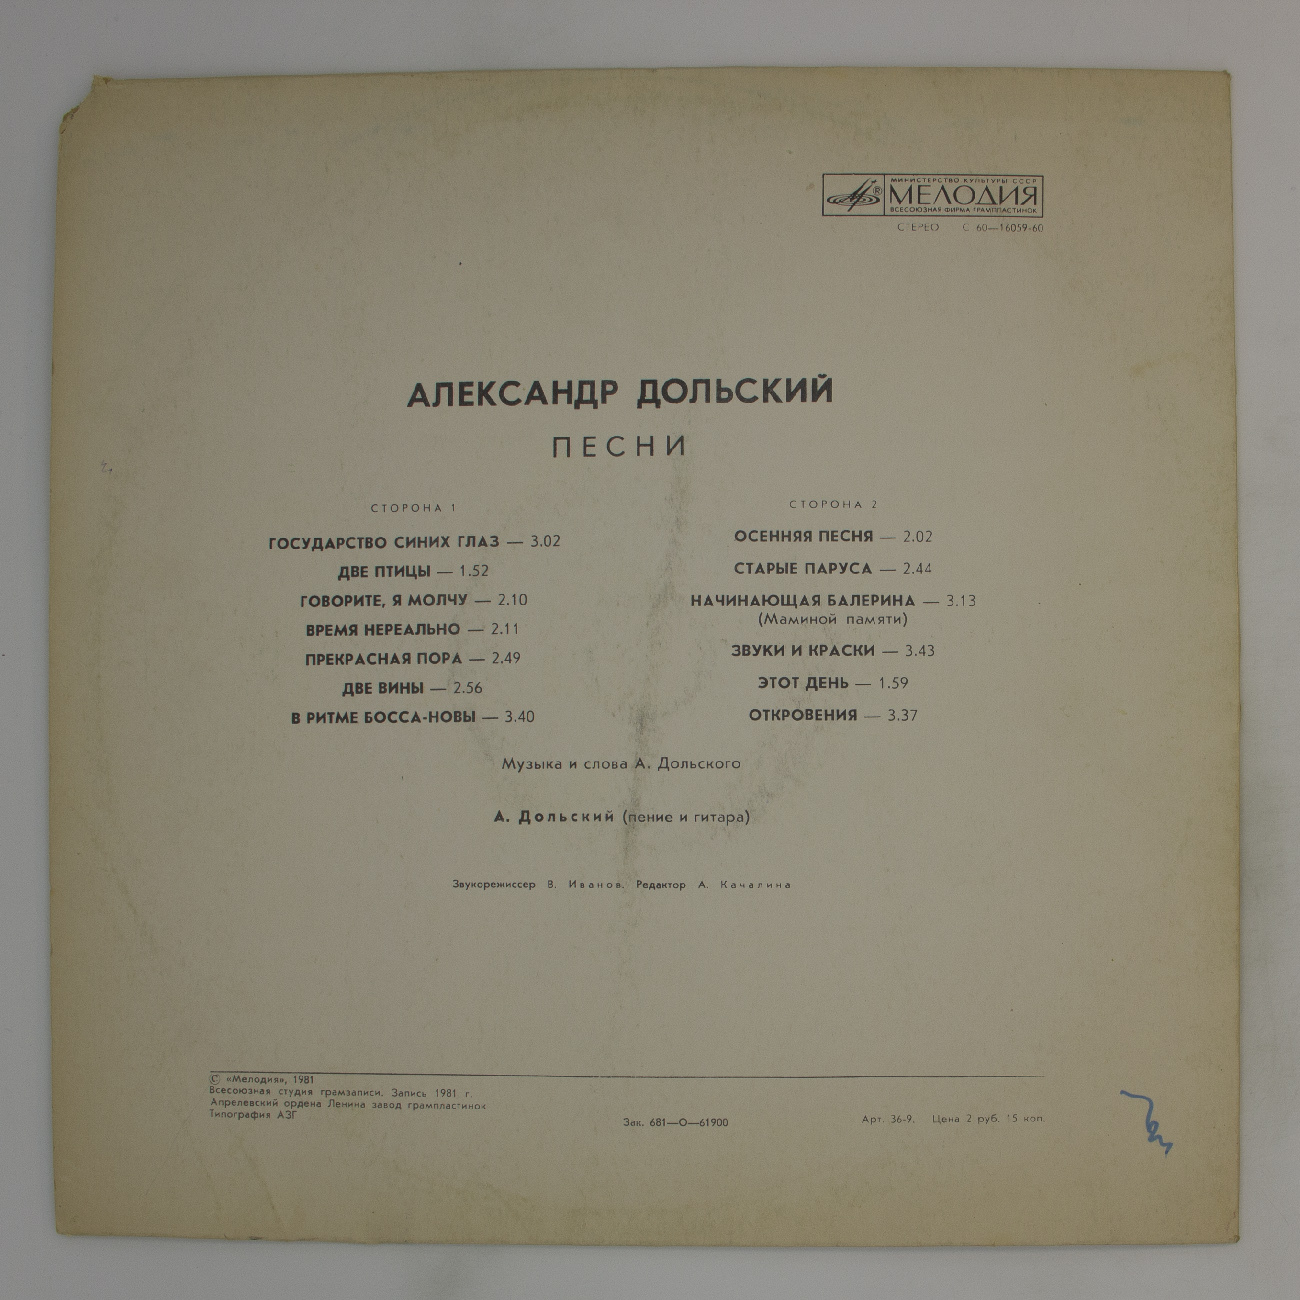 МИНИСТЕРСТВО КУЛЬТУРЫ СССР
МЕЛОДИЯ
ВСЕСОЮЗНАЯ ФИРМА ГРАМПЛАСТИНОК
СТЕРЕО С 60—16059-60
АЛЕКСАНДР ДОЛЬСКИЙ
ПЕСНИ
СТОРОНА 1
ГОСУДАРСТВО СИНИХ ГЛАЗ — 3.02
ДВЕ ПТИЦЫ — 1.52
ГОВОРИТЕ, Я МОЛЧУ — 2.10
ВРЕМЯ НЕРЕАЛЬНО — 2.11
ПРЕКРАСНАЯ ПОРА — 2.49
ДВЕ ВИНЫ — 2.56
В РИТМЕ БОССА-НОВЫ — 3.40
СТОРОНА 2
ОСЕННЯЯ ПЕСНЯ — 2.02
СТАРЫЕ ПАРУСА — 2.44
НАЧИНАЮЩАЯ БАЛЕРИНА — 3.13
(Маминой памяти)
ЗВУКИ И КРАСКИ — 3.43
ЭТОТ ДЕНЬ — 1.59
ОТКРОВЕНИЯ — 3.37
Музыка и слова А. Дольского
А. Дольский (пение и гитара)
Звукорежиссер В. Иванов. Редактор А. Качалина
© «Мелодия», 1981
Всесоюзная студия грамзаписи. Запись 1981 г.
Апрелевский ордена Ленина завод грампластинок
Типография АЗГ
Зак. 681—О—61900
Арт. 36-9. Цена 2 руб. 15 коп.